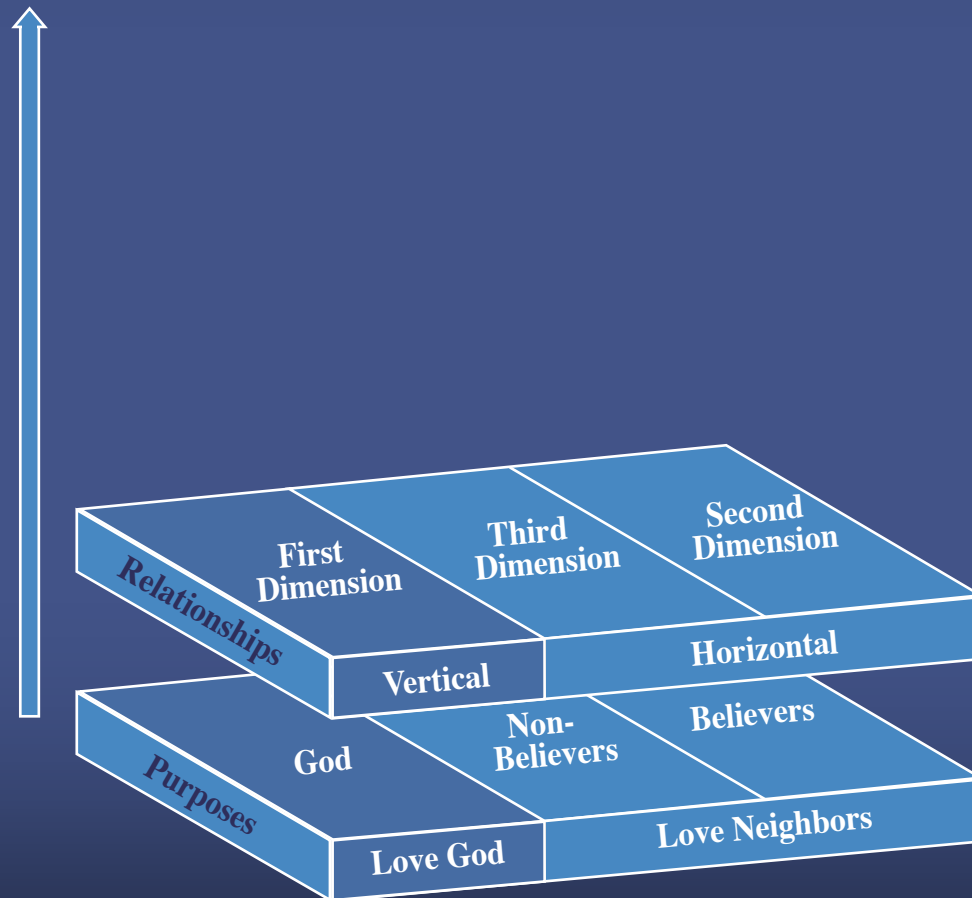 First
Dimension
Third
Dimension
Second
Dimension
Relationships
Vertical
Horizontal
God
Non-
Believers
Believers
Purposes
Love God
Love Neighbors